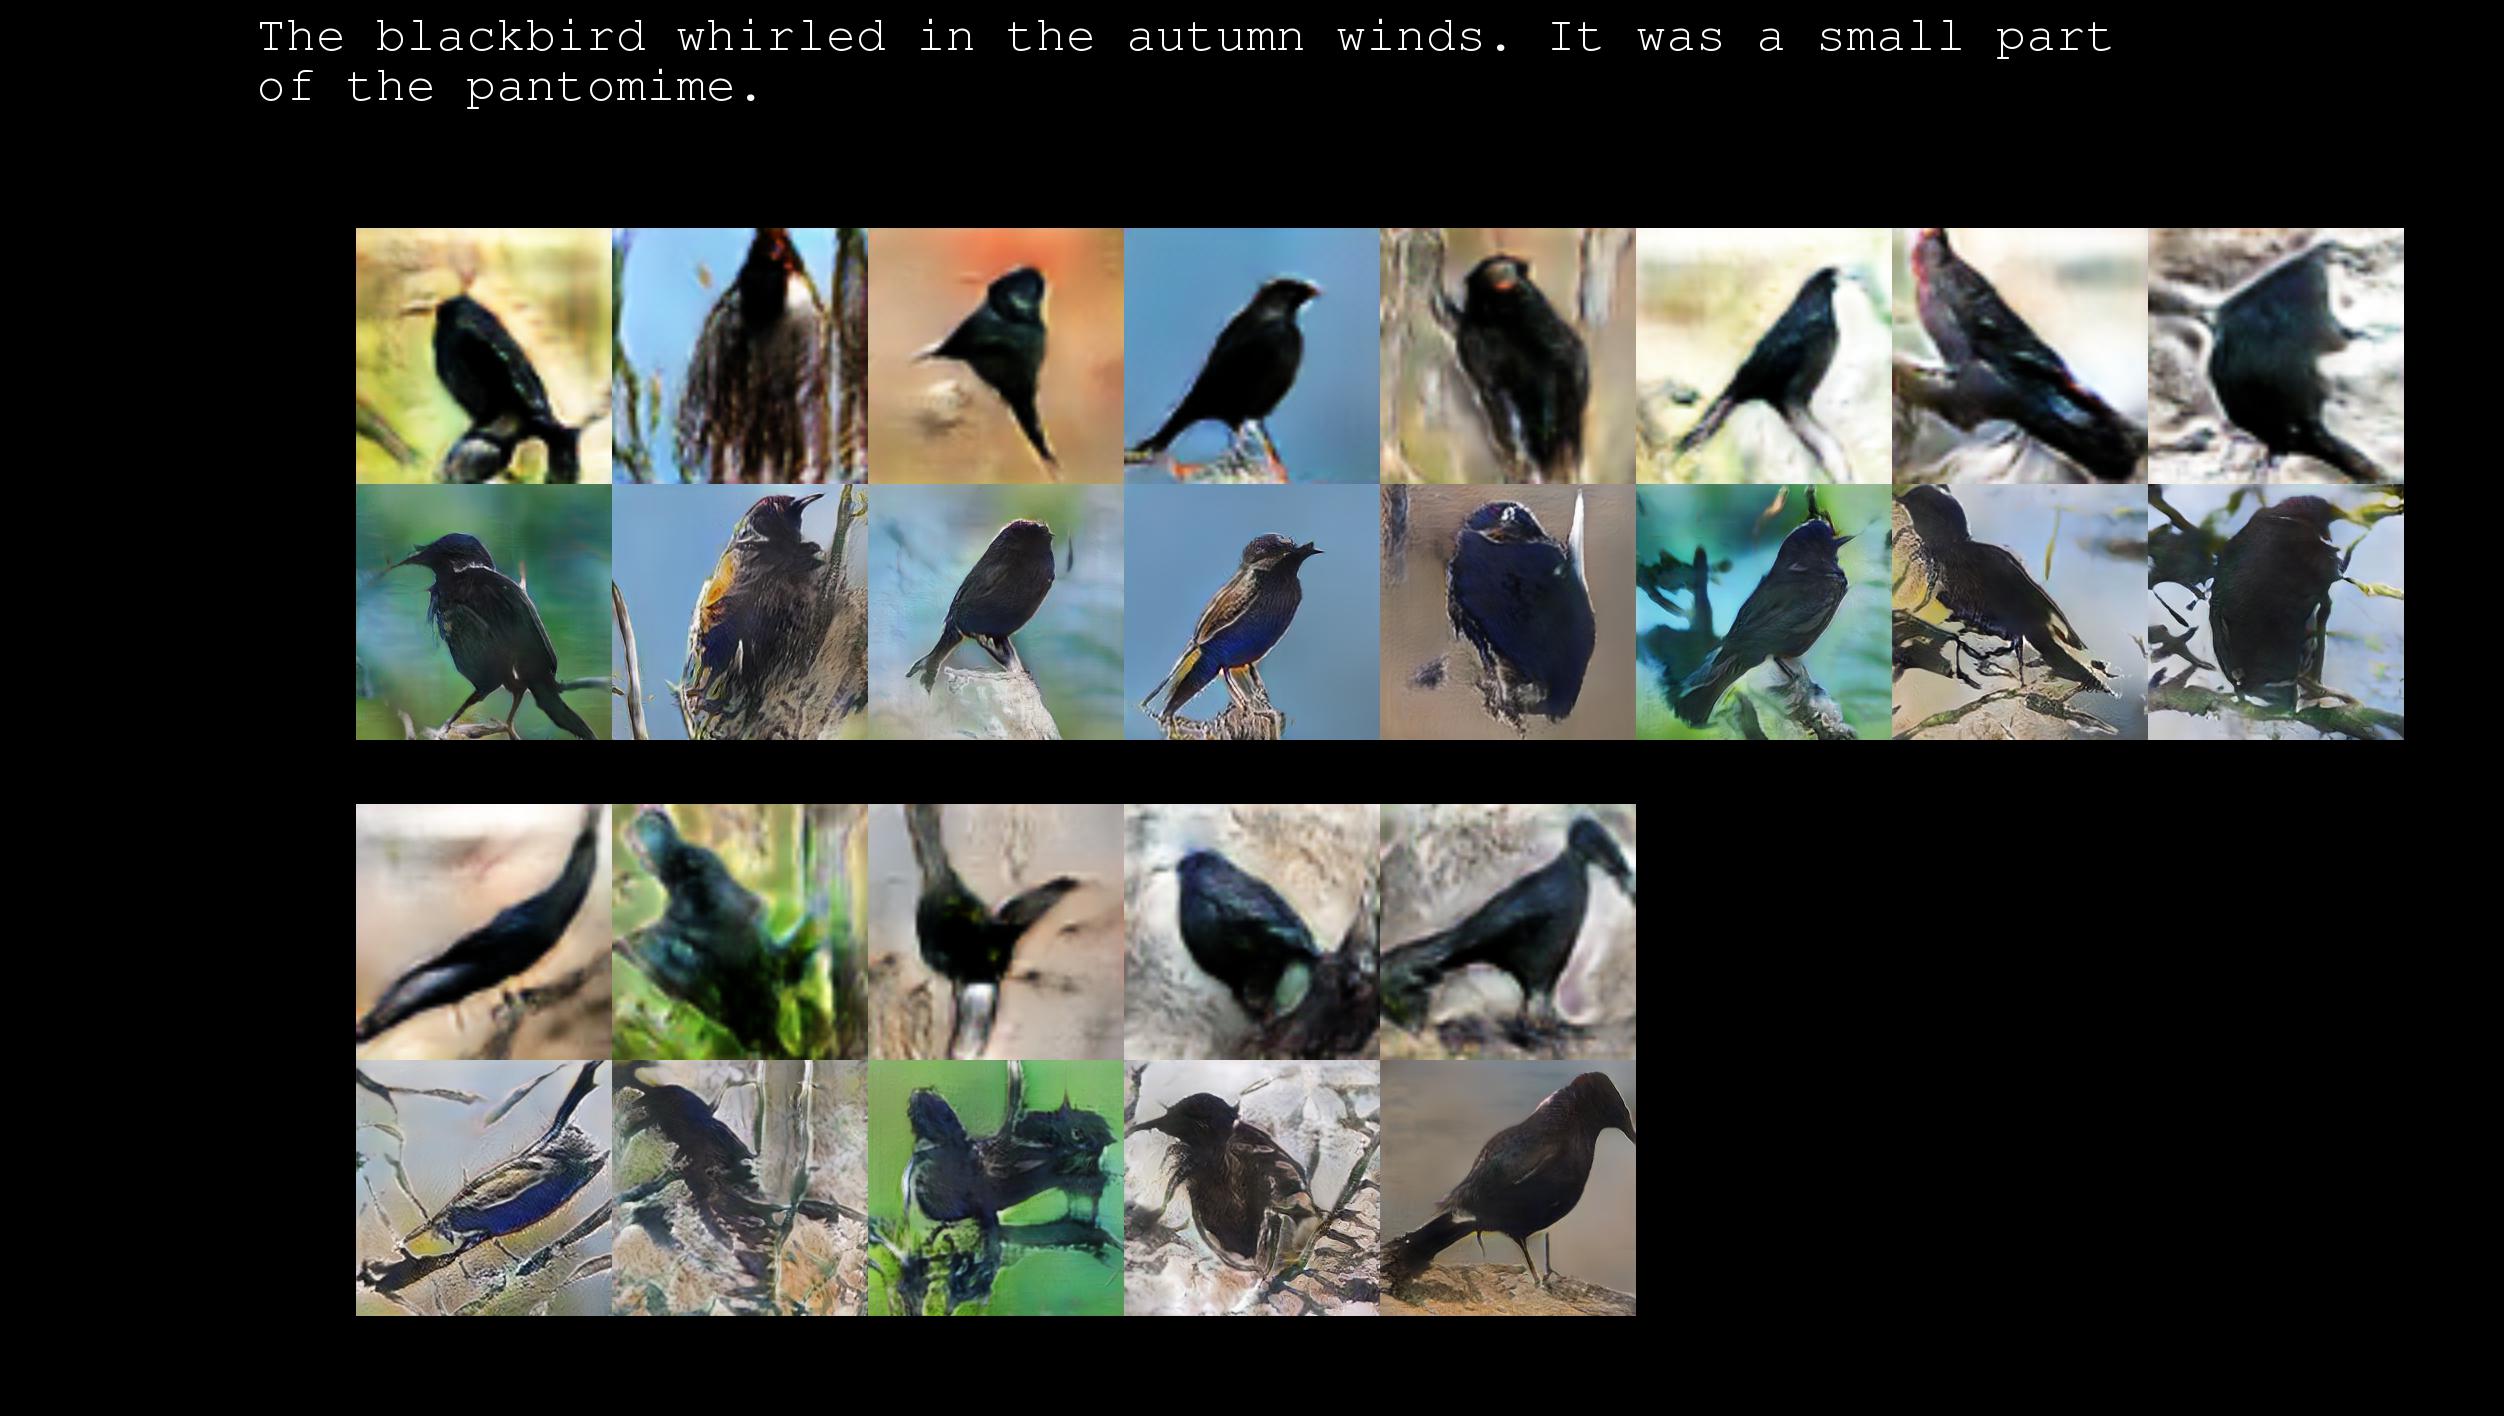 The blackbird whirled in the autumn winds. It was a small part
of the pantomime.